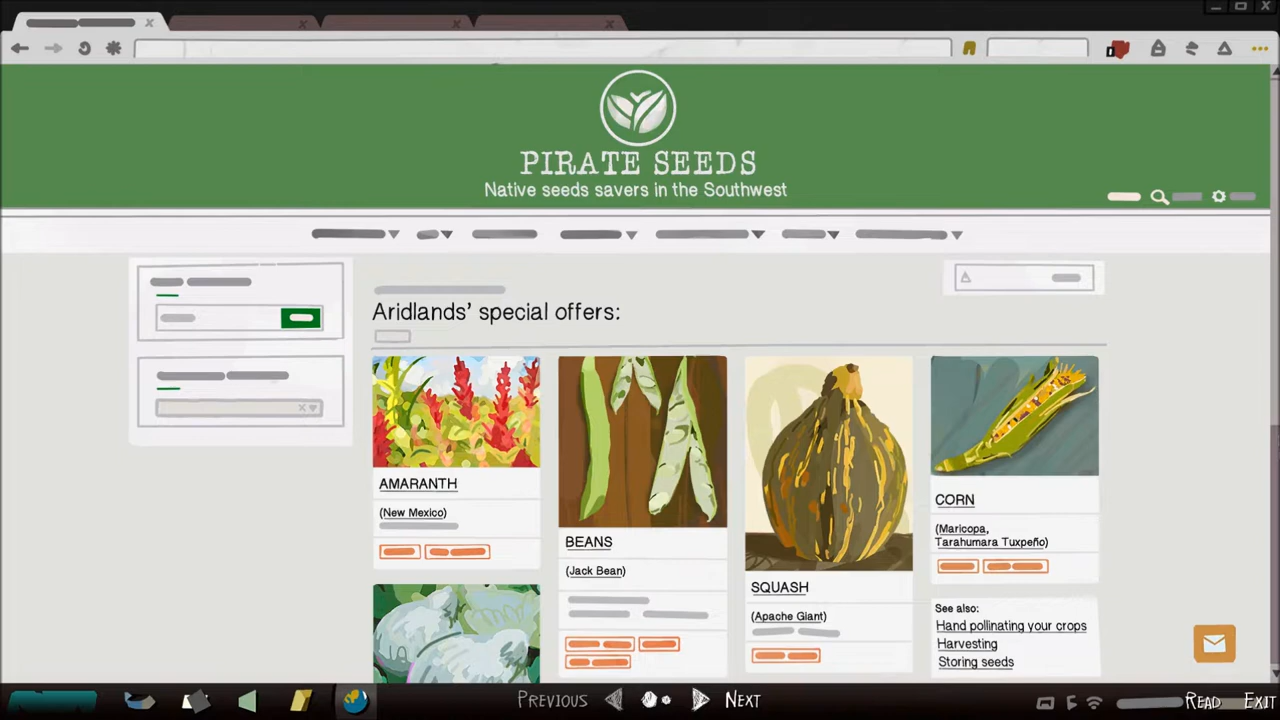 PIRATE SEEDS
Native seeds savers in the Southwest
Aridlands' special offers:
AMARANTH
(New Mexico)
BEANS
(Jack Bean)
SQUASH
(Apache Giant)
CORN
(Maricopa,
Tarahumara Tuxpeño)
See also:
Hand pollinating your crops
Harvesting
Storing seeds
PREVIOUS
NEXT
READ
EXIT